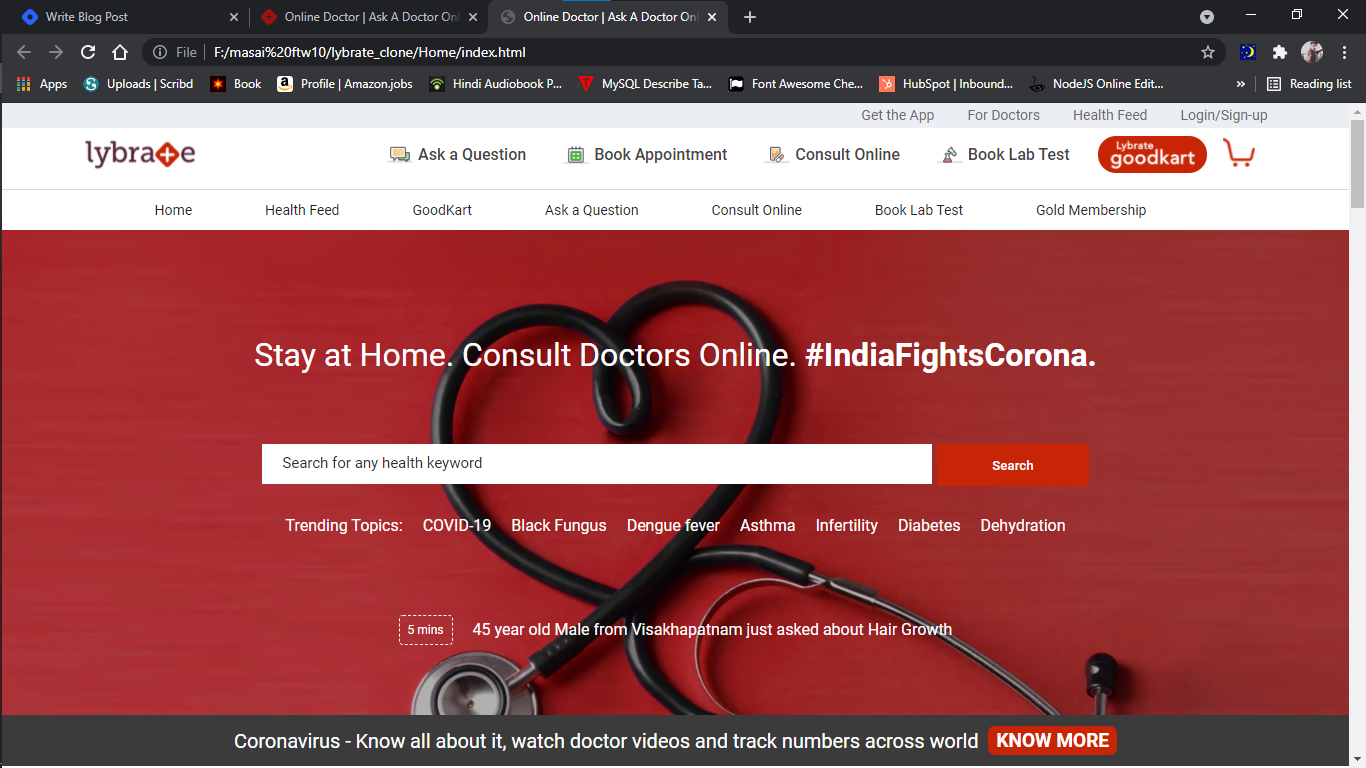 Write Blog Post
Online Doctor | Ask A Doctor Onl
Online Doctor | Ask A Doctor Onl
File F:/masai%20ftw10/lybrate_clone/Home/index.html
Apps Uploads | Scribd Book Profile | Amazon.jobs Hindi Audiobook P... MySQL Describe Ta... Font Awesome Che... HubSpot | Inbound... NodeJS Online Edit... » Reading list
Get the App For Doctors Health Feed Login/Sign-up
lybrate Ask a Question Book Appointment Consult Online Book Lab Test Lybrate goodkart
Home Health Feed GoodKart Ask a Question Consult Online Book Lab Test Gold Membership
Stay at Home. Consult Doctors Online. #IndiaFightsCorona.
Search for any health keyword Search
Trending Topics: COVID-19 Black Fungus Dengue fever Asthma Infertility Diabetes Dehydration
5 mins 45 year old Male from Visakhapatnam just asked about Hair Growth
Coronavirus - Know all about it, watch doctor videos and track numbers across world KNOW MORE